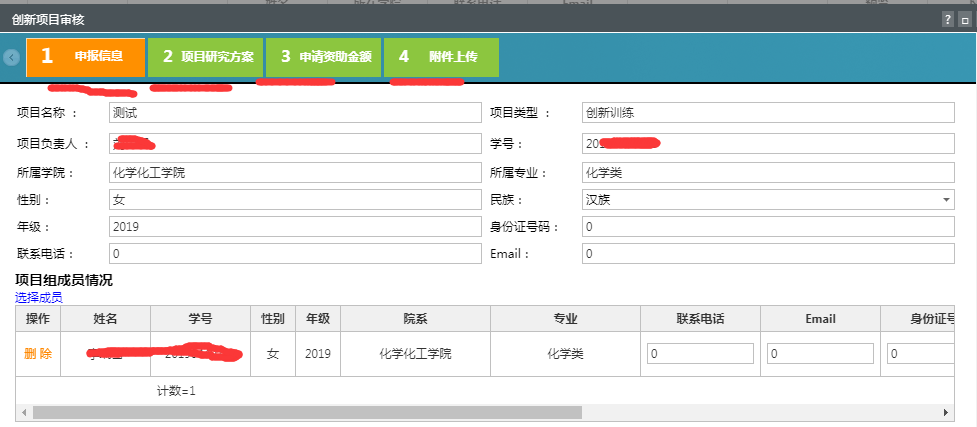 创新项目审核 ?
1 申报信息 2 项目研究方案 3 申请资助金额 4 附件上传
项目名称 : 测试 项目类型 : 创新训练
项目负责人 : 学号 : 20
所属学院 : 化学化工学院 所属专业 : 化学类
性别 : 女 民族 : 汉族
年级 : 2019 身份证号码 : 0
联系电话 : 0 Email : 0
项目组成员情况
选择成员
操作 姓名 学号 性别 年级 院系 专业 联系电话 Email 身份证号
删 除 女 2019 化学化工学院 化学类 0 0 0
计数=1